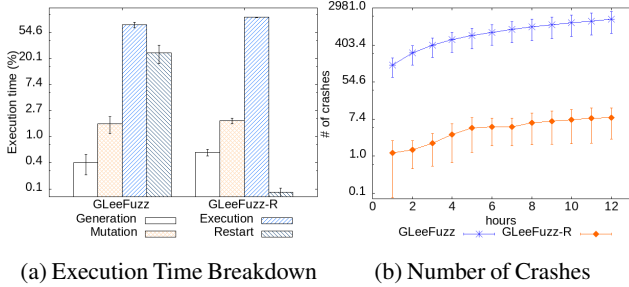 Execution time (%)
54.6
20.1
7.4
2.7
1.0
0.4
0.1
GLeeFuzz GLeeFuzz-R
Generation Execution
Mutation Restart
(a) Execution Time Breakdown
# of crashes
2981.0
403.4
54.6
7.4
1.0
0.1
0 2 4 6 8 10 12
hours
GLeeFuzz GLeeFuzz-R
(b) Number of Crashes